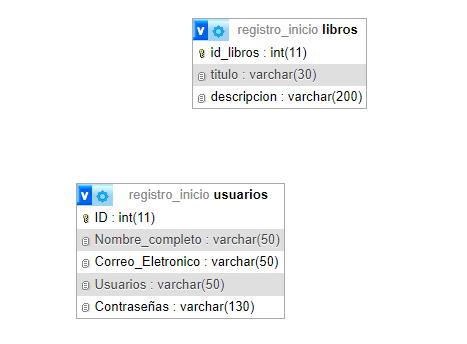 v registro_inicio libros
id_libros : int(11)
titulo : varchar(30)
descripcion : varchar(200)
v registro_inicio usuarios
ID : int(11)
Nombre_completo : varchar(50)
Correo_Eletronico : varchar(50)
Usuarios : varchar(50)
Contraseñas : varchar(130)